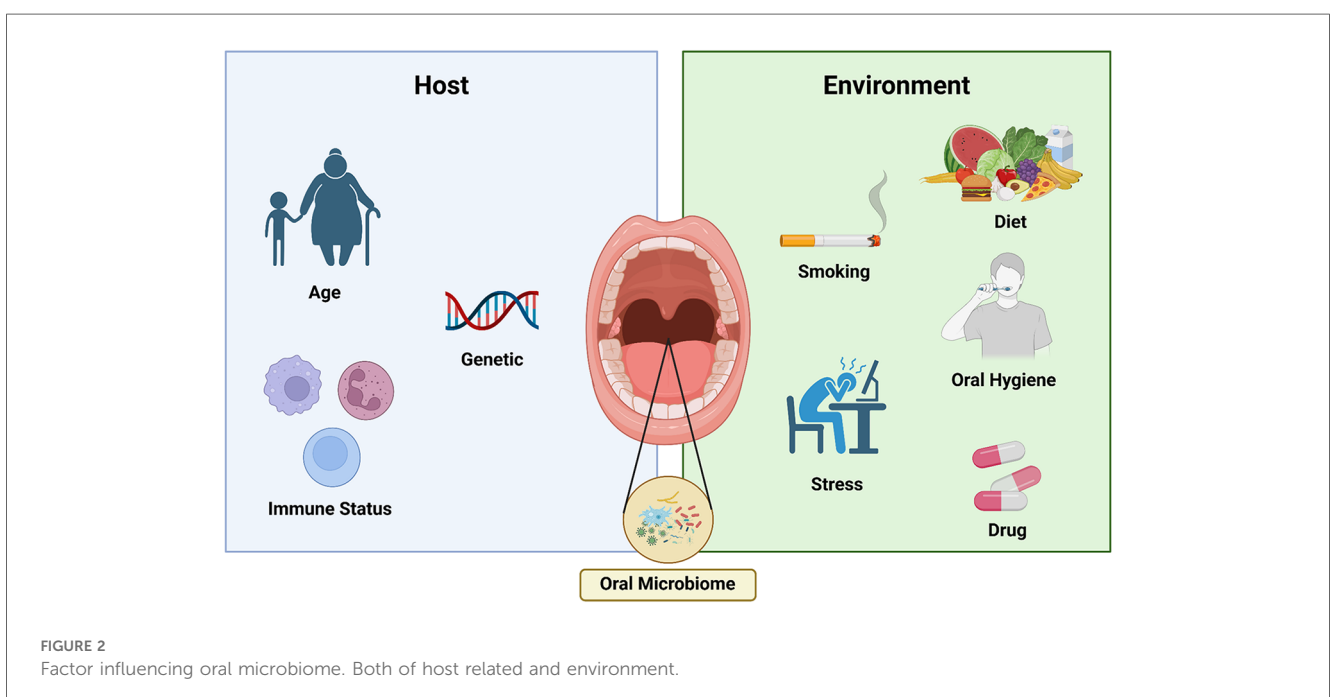 Host
Age
Genetic
Immune Status
Environment
Diet
Smoking
Oral Hygiene
Stress
Drug
Oral Microbiome
FIGURE 2
Factor influencing oral microbiome. Both of host related and environment.